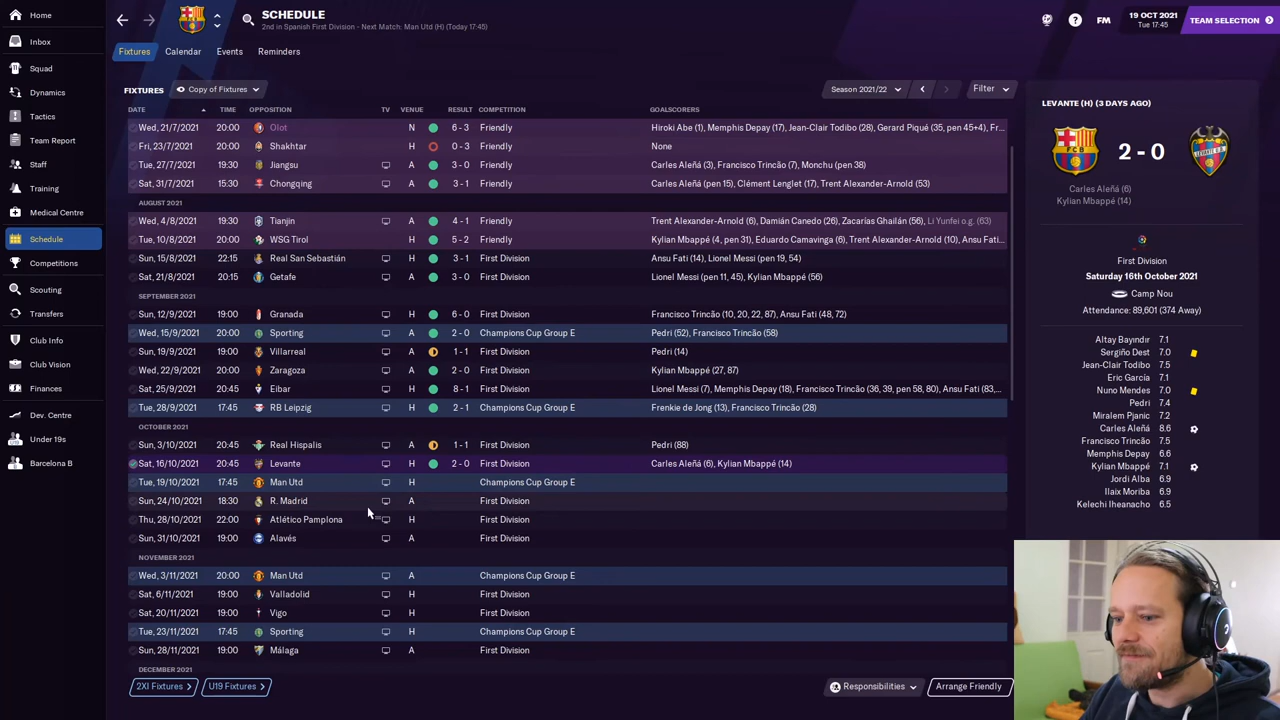 Home
Inbox
Squad
Dynamics
Tactics
Team Report
Staff
Training
Medical Centre
Schedule
Competitions
Scouting
Transfers
Club Info
Club Vision
Finances
Dev. Centre
Under 19s
Barcelona B
SCHEDULE
2nd in Spanish First Division - Next Match: Man Utd (H) (Today 17:45)
FM
19 OCT 2021
Tue 17:45
TEAM SELECTION
Fixtures Calendar Events Reminders
FIXTURES Copy of Fixtures Season 2021/22 Filter
DATE TIME OPPOSITION TV VENUE RESULT COMPETITION GOALSCORERS
Wed, 21/7/2021 20:00 Olot N 6 - 3 Friendly Hiroki Abe (1), Memphis Depay (17), Jean-Clair Todibo (28), Gerard Piqué (35, pen 45+4), Fr...
Fri, 23/7/2021 20:00 Shakhtar H 0 - 3 Friendly None
Tue, 27/7/2021 19:30 Jiangsu A 3 - 0 Friendly Carles Aleñá (3), Francisco Trincão (7), Monchu (pen 38)
Sat, 31/7/2021 15:30 Chongqing A 3 - 1 Friendly Carles Aleñá (pen 15), Clément Lenglet (17), Trent Alexander-Arnold (53)
AUGUST 2021
Wed, 4/8/2021 19:30 Tianjin A 4 - 1 Friendly Trent Alexander-Arnold (6), Damián Canedo (26), Zacarías Ghailán (56), Li Yunfei o.g. (63)
Tue, 10/8/2021 20:00 WSG Tirol H 5 - 2 Friendly Kylian Mbappé (4, pen 31), Eduardo Camavinga (6), Trent Alexander-Arnold (10), Ansu Fati...
Sun, 15/8/2021 22:15 Real San Sebastián H 3 - 1 First Division Ansu Fati (14), Lionel Messi (pen 19, 54)
Sat, 21/8/2021 20:15 Getafe A 3 - 0 First Division Lionel Messi (pen 11, 45), Kylian Mbappé (56)
SEPTEMBER 2021
Sun, 12/9/2021 19:00 Granada H 6 - 0 First Division Francisco Trincão (10, 20, 22, 87), Ansu Fati (48, 72)
Wed, 15/9/2021 20:00 Sporting A 2 - 0 Champions Cup Group E Pedri (52), Francisco Trincão (58)
Sun, 19/9/2021 19:00 Villarreal A 1 - 1 First Division Pedri (14)
Wed, 22/9/2021 20:00 Zaragoza A 2 - 0 First Division Kylian Mbappé (27, 87)
Sat, 25/9/2021 20:45 Eibar H 8 - 1 First Division Lionel Messi (7), Memphis Depay (18), Francisco Trincão (36, 39, pen 58, 80), Ansu Fati (83,...
Tue, 28/9/2021 17:45 RB Leipzig H 2 - 1 Champions Cup Group E Frenkie de Jong (13), Francisco Trincão (28)
OCTOBER 2021
Sun, 3/10/2021 20:45 Real Hispalis A 1 - 1 First Division Pedri (88)
Sat, 16/10/2021 20:45 Levante H 2 - 0 First Division Carles Aleñá (6), Kylian Mbappé (14)
Tue, 19/10/2021 17:45 Man Utd H Champions Cup Group E
Sun, 24/10/2021 18:30 R. Madrid A First Division
Thu, 28/10/2021 22:00 Atlético Pamplona H First Division
Sun, 31/10/2021 19:00 Alavés A First Division
NOVEMBER 2021
Wed, 3/11/2021 20:00 Man Utd A Champions Cup Group E
Sat, 6/11/2021 19:00 Valladolid H First Division
Sat, 20/11/2021 19:00 Vigo H First Division
Tue, 23/11/2021 17:45 Sporting H Champions Cup Group E
Sun, 28/11/2021 19:00 Málaga A First Division
DECEMBER 2021
2XI Fixtures U19 Fixtures Responsibilities Arrange Friendly
LEVANTE (H) (3 DAYS AGO)
2 - 0
Carles Aleñá (6)
Kylian Mbappé (14)
First Division
Saturday 16th October 2021
Camp Nou
Attendance: 89,601 (374 Away)
Altay Bayındır 7.1
Sergiño Dest 7.0
Jean-Clair Todibo 7.5
Eric García 7.1
Nuno Mendes 7.0
Pedri 7.4
Miralem Pjanic 7.2
Carles Aleñá 8.6
Francisco Trincão 7.5
Memphis Depay 6.6
Kylian Mbappé 7.1
Jordi Alba 6.9
Ilaix Moriba 6.9
Kelechi Iheanacho 6.5